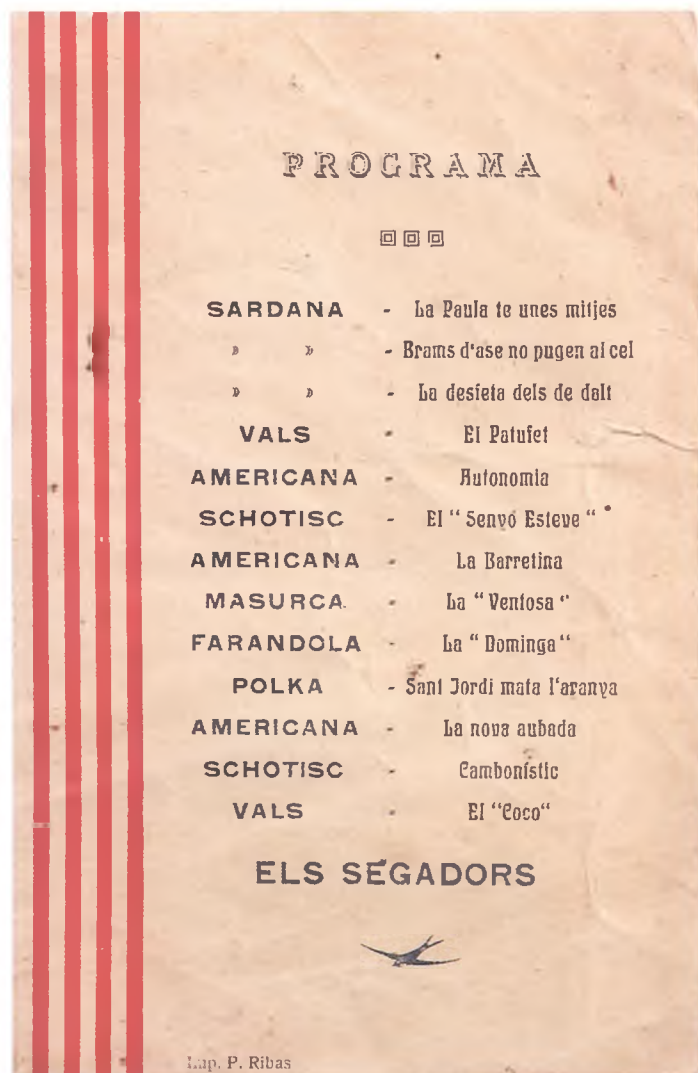 PROGRAMA
SARDANA - La Paula te unes mitjes
» » - Brams d'ase no pugen al cel
» » - La desfeta dels de dalt
VALS - El Patufet
AMERICANA - Autonomia
SCHOTISC - El " Senyó Esteve "
AMERICANA - La Barretina
MASURCA - La " Ventosa "
FARANDOLA - La " Dominga "
POLKA - Sant Jordi mata l'aranya
AMERICANA - La nova aubada
SCHOTISC - Cambonístic
VALS - El "Coco"
ELS SEGADORS
Imp. P. Ribas